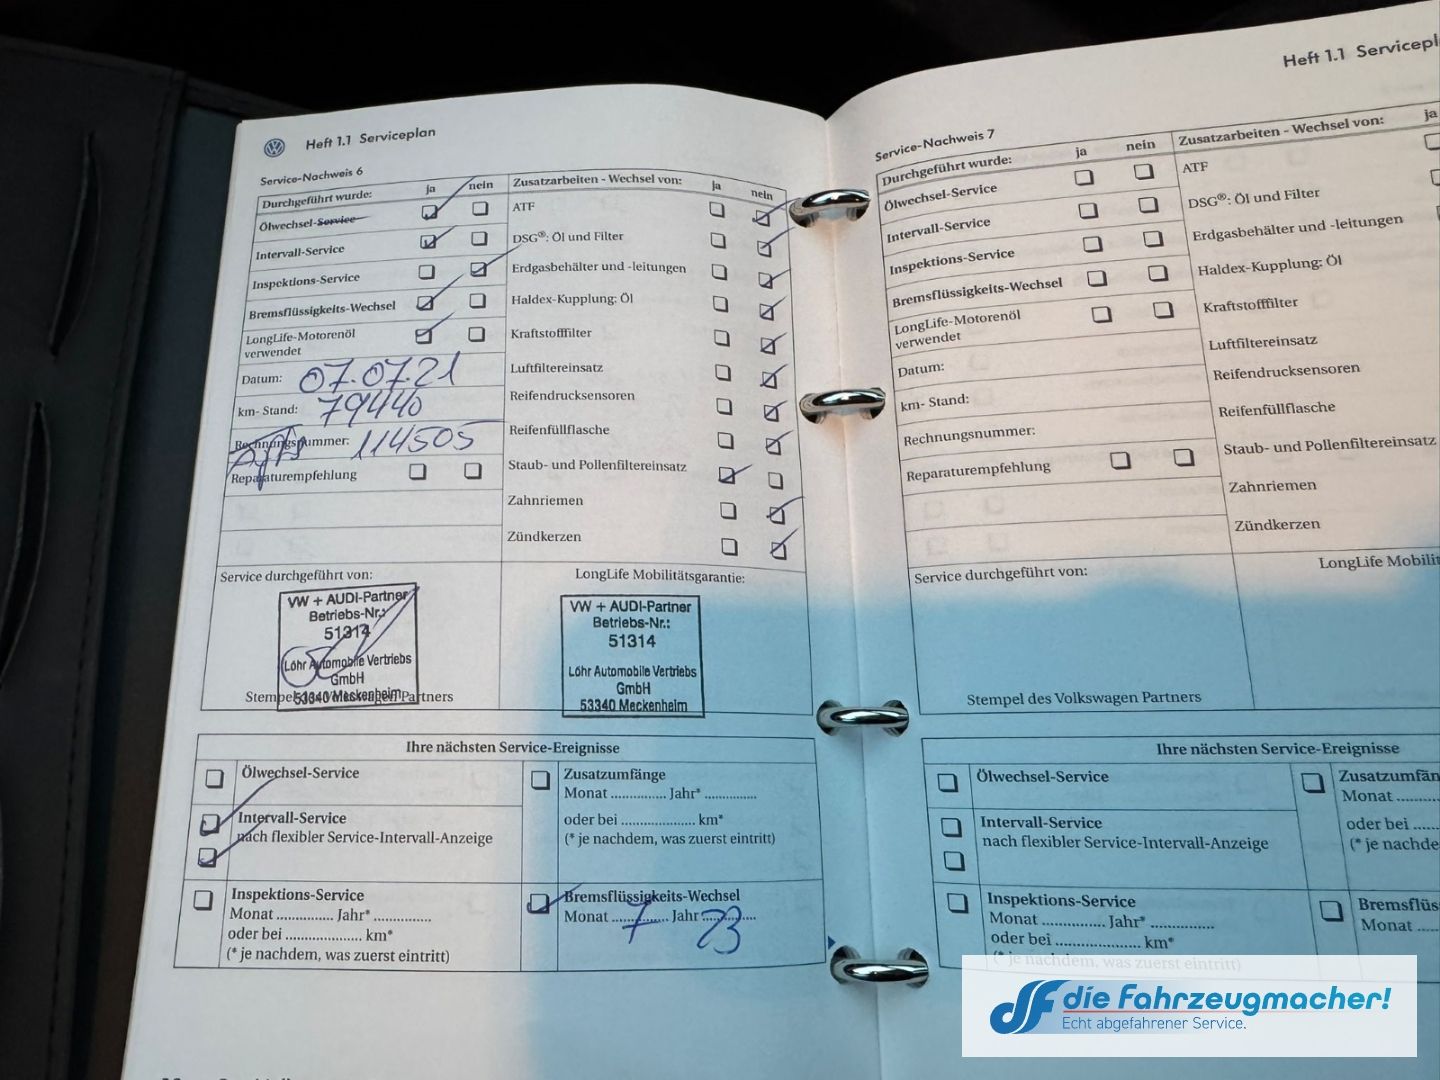 Heft 1.1 Serviceplan
Service-Nachweis 6
Durchgeführt wurde: ja nein
Ölwechsel-Service
Intervall-Service
Inspektions-Service
Bremsflüssigkeits-Wechsel
LongLife-Motorenöl
verwendet
Datum: 07.07.21
km- Stand: 79440
Rechnungsnummer: 114505
Reparaturempfehlung
Zusatzarbeiten - Wechsel von: ja nein
ATF
DSG®: Öl und Filter
Erdgasbehälter und -leitungen
Haldex-Kupplung: Öl
Kraftstofffilter
Luftfiltereinsatz
Reifendrucksensoren
Reifenfüllflasche
Staub- und Pollenfiltereinsatz
Zahnriemen
Zündkerzen
Service durchgeführt von:
VW + AUDI-Partner
Betriebs-Nr.:
51314
Löhr Automobile Vertriebs
GmbH
53340 Meckenheim
Stempel des Volkswagen Partners
LongLife Mobilitätsgarantie:
VW + AUDI-Partner
Betriebs-Nr.:
51314
Löhr Automobile Vertriebs
GmbH
53340 Meckenheim
Ihre nächsten Service-Ereignisse
Ölwechsel-Service
Intervall-Service
nach flexibler Service-Intervall-Anzeige
Inspektions-Service
Monat .............. Jahr* ..............
oder bei ................... km*
(* je nachdem, was zuerst eintritt)
Zusatzumfänge
Monat .............. Jahr* .............
oder bei ................... km*
(* je nachdem, was zuerst eintritt)
Bremsflüssigkeits-Wechsel
Monat 7 Jahr 23
Heft 1.1 Servicepl
Service-Nachweis 7
Durchgeführt wurde: ja nein
Ölwechsel-Service
Intervall-Service
Inspektions-Service
Bremsflüssigkeits-Wechsel
LongLife-Motorenöl
verwendet
Datum:
km- Stand:
Rechnungsnummer:
Reparaturempfehlung
Zusatzarbeiten - Wechsel von: ja
ATF
DSG®: Öl und Filter
Erdgasbehälter und -leitungen
Haldex-Kupplung: Öl
Kraftstofffilter
Luftfiltereinsatz
Reifendrucksensoren
Reifenfüllflasche
Staub- und Pollenfiltereinsatz
Zahnriemen
Zündkerzen
Service durchgeführt von:
Stempel des Volkswagen Partners
LongLife Mobilit
Ihre nächsten Service-Ereignisse
Ölwechsel-Service
Intervall-Service
nach flexibler Service-Intervall-Anzeige
Inspektions-Service
Monat .............. Jahr* ..............
oder bei ..................... km*
(* je nachdem, was zuerst eintritt)
Zusatzumfän
Monat ..........
oder bei ......
(* je nachde
Bremsflüs
Monat .....
die Fahrzeugmacher!
Echt abgefahrener Service.